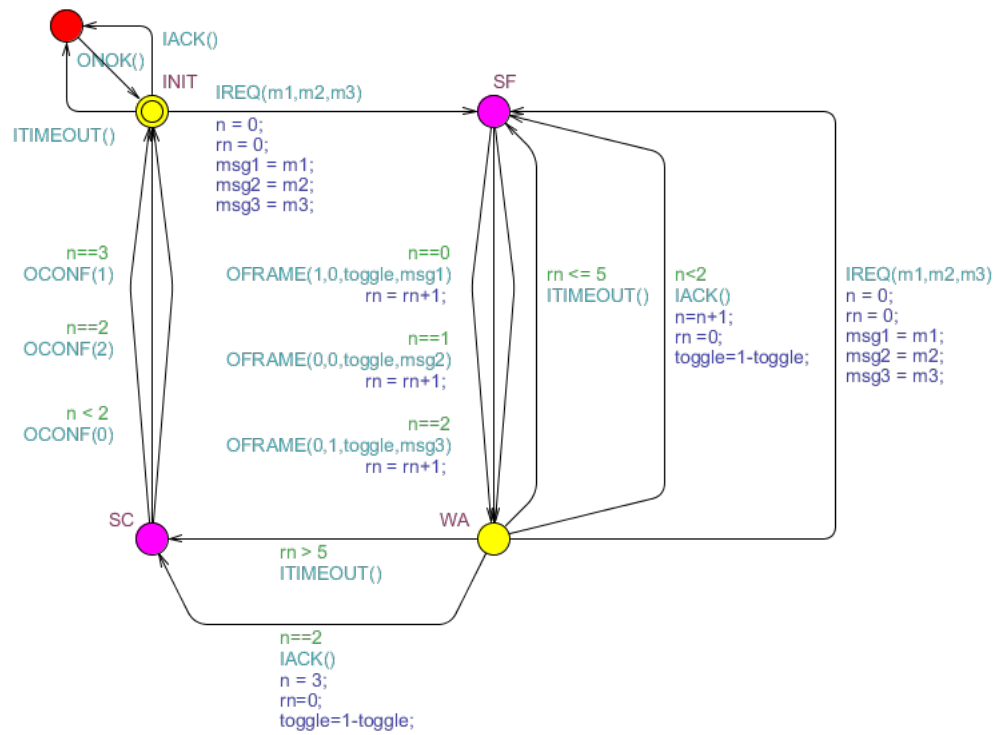 IACK()
ONOK()
INIT
ITIMEOUT()
IREQ(m1,m2,m3)
n = 0;
rn = 0;
msg1 = m1;
msg2 = m2;
msg3 = m3;
SF
n==3
OCONF(1)
n==2
OCONF(2)
n < 2
OCONF(0)
n==0
OFRAME(1,0,toggle,msg1)
rn = rn+1;
n==1
OFRAME(0,0,toggle,msg2)
rn = rn+1;
n==2
OFRAME(0,1,toggle,msg3)
rn = rn+1;
rn <= 5
ITIMEOUT()
n<2
IACK()
n=n+1;
rn =0;
toggle=1-toggle;
IREQ(m1,m2,m3)
n = 0;
rn = 0;
msg1 = m1;
msg2 = m2;
msg3 = m3;
SC
WA
rn > 5
ITIMEOUT()
n==2
IACK()
n = 3;
rn=0;
toggle=1-toggle;